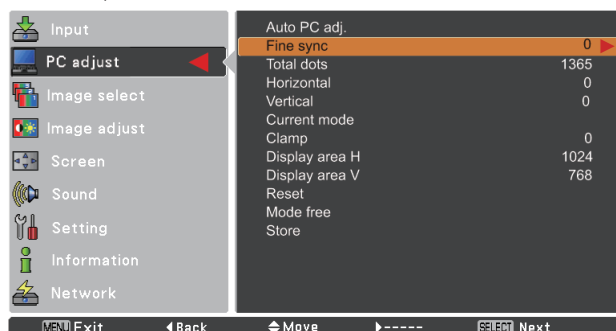 Input
PC adjust
Image select
Image adjust
Screen
Sound
Setting
Information
Network
Auto PC adj.
Fine sync 0
Total dots 1365
Horizontal 0
Vertical 0
Current mode
Clamp 0
Display area H 1024
Display area V 768
Reset
Mode free
Store
MENU Exit Back Move ----- SELECT Next